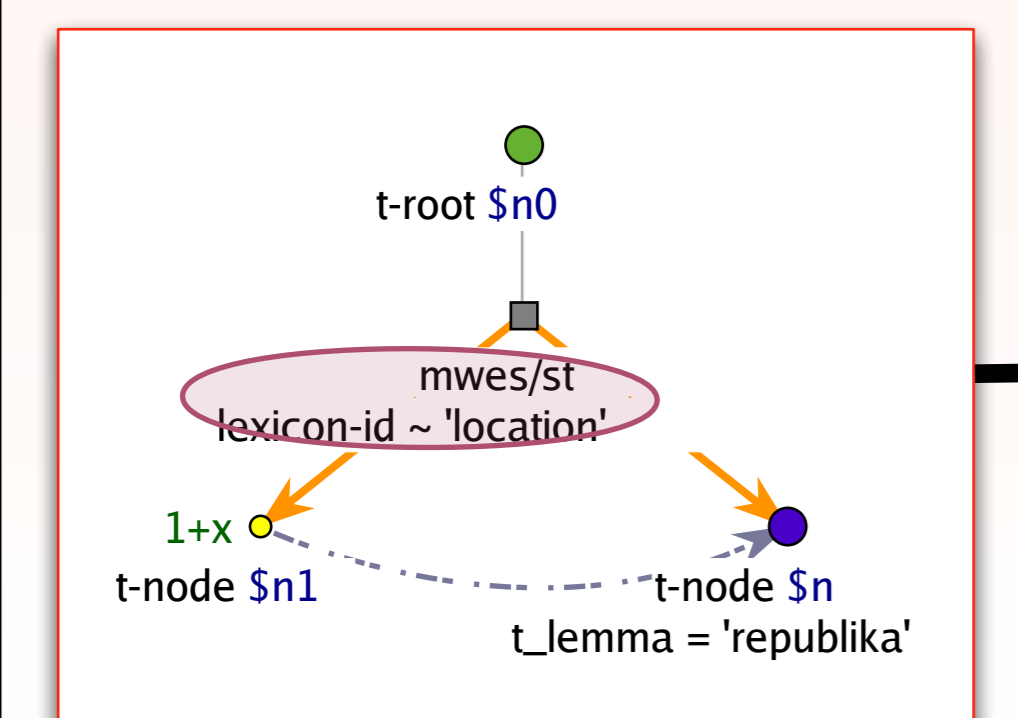 t-root $n0
mwes/st
lexicon-id ~ 'location'
1+x
t-node $n1
t-node $n
t_lemma = 'republika'